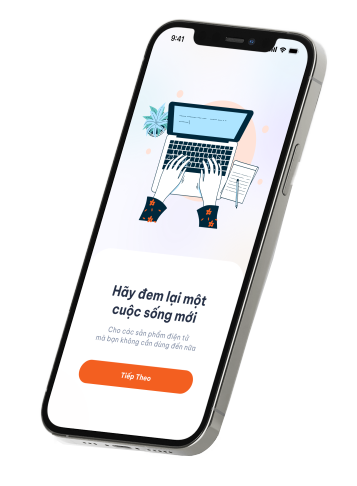 9:41
Hãy đem lại một
cuộc sống mới
Cho các sản phẩm điện tử
mà bạn không cần dùng đến nữa
Tiếp Theo